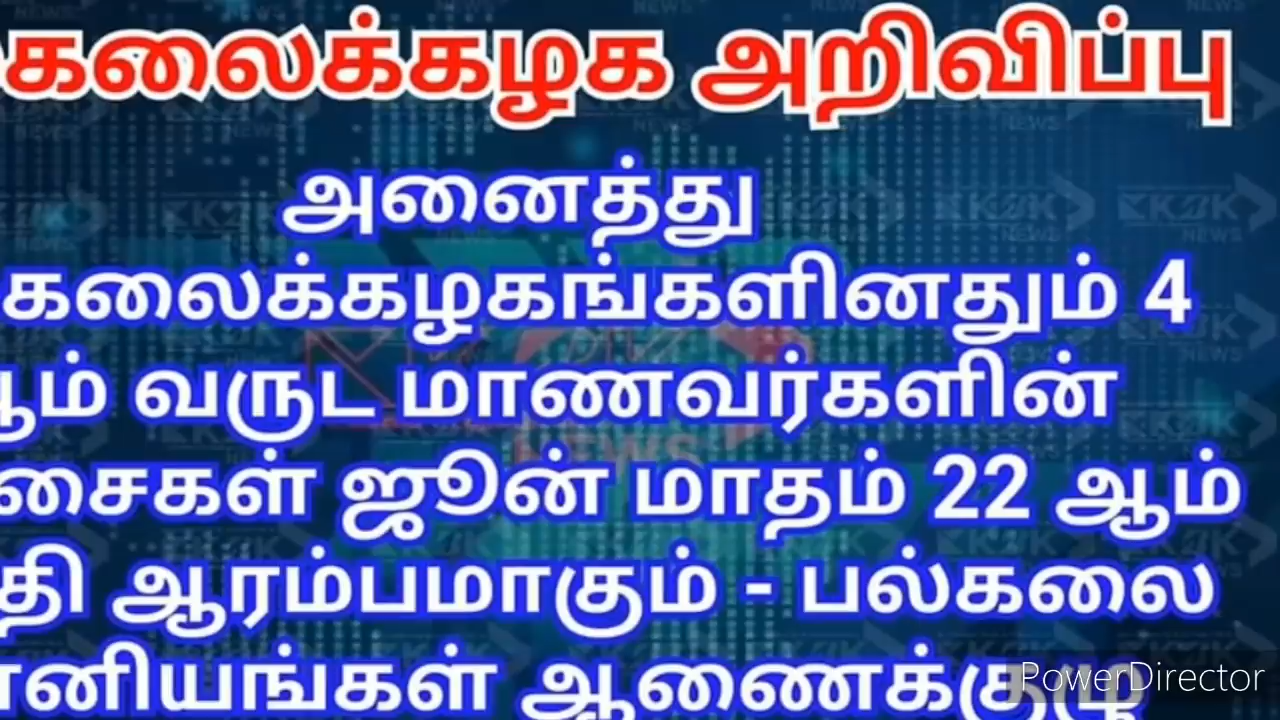 கலைக்கழக அறிவிப்பு
அனைத்து
கலைக்கழகங்களினதும் 4
ஆம் வருட மாணவர்களின்
சைகள் ஜூன் மாதம் 22 ஆம்
தி ஆரம்பமாகும் - பல்கலை
னியங்கள் ஆணைக்குழு
PowerDirector